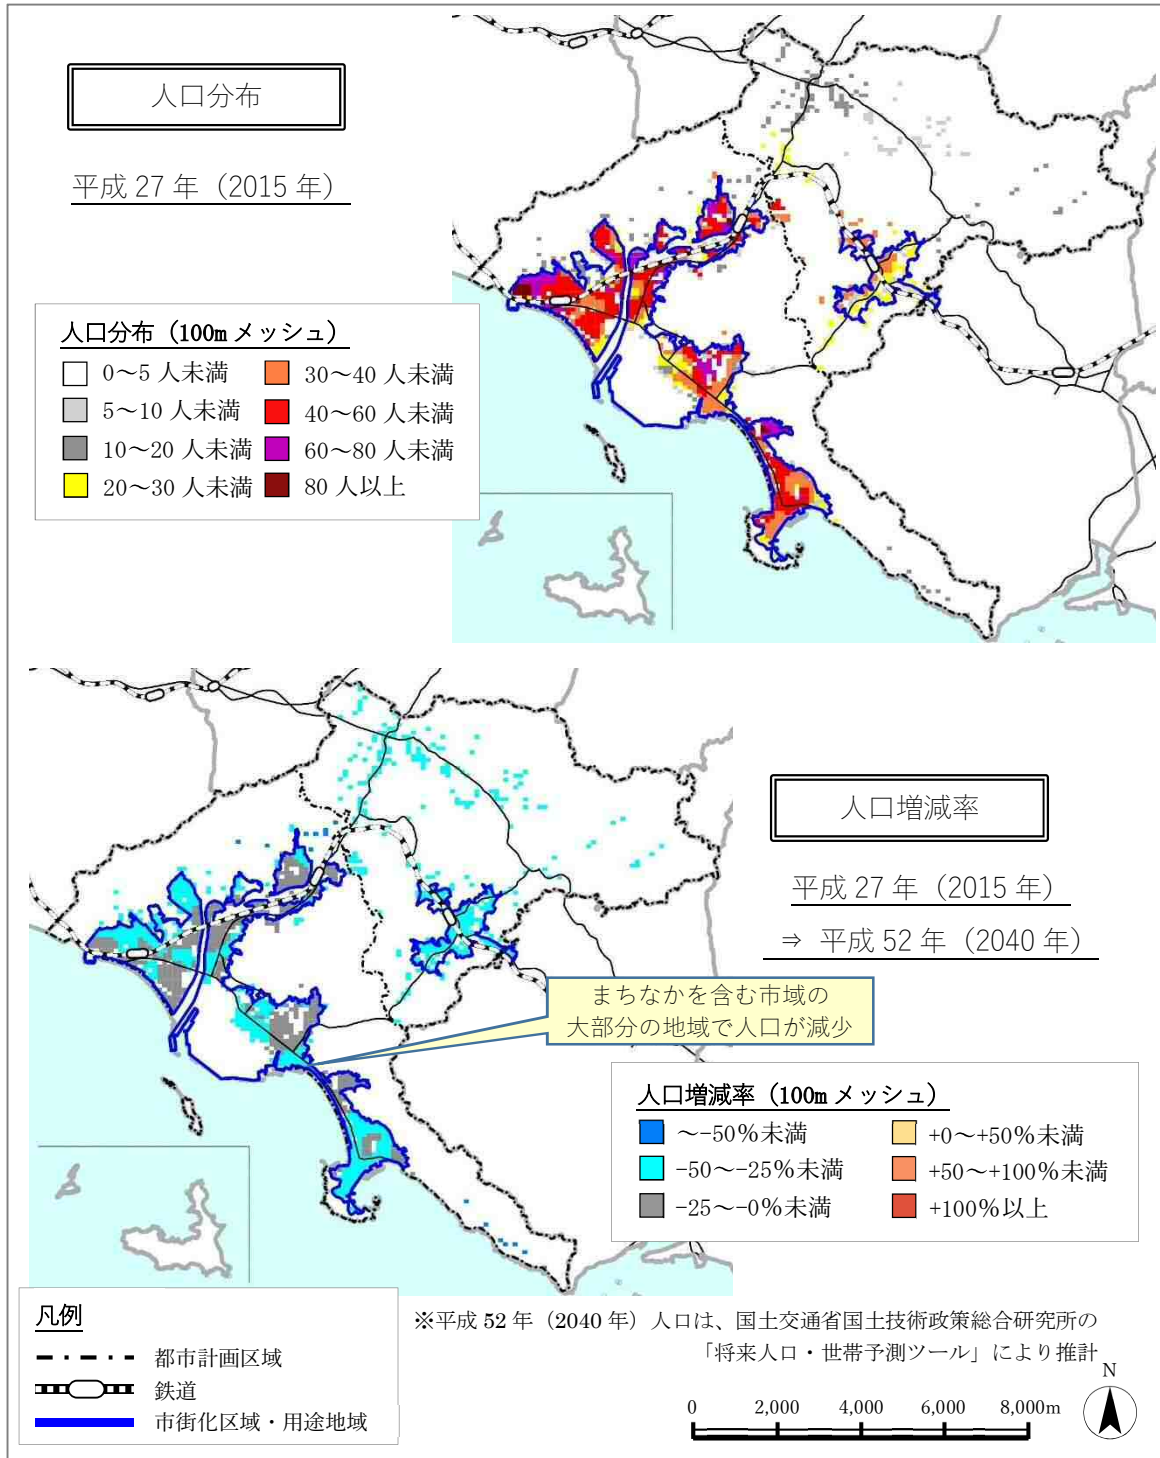 人口分布
平成 27 年（2015 年）
人口分布（100m メッシュ）
0～5 人未満
30～40 人未満
5～10 人未満
40～60 人未満
10～20 人未満
60～80 人未満
20～30 人未満
80 人以上
人口増減率
平成 27 年（2015 年）
⇒ 平成 52 年（2040 年）
まちなかを含む市域の
大部分の地域で人口が減少
人口増減率（100m メッシュ）
～-50％未満
+0～+50％未満
-50～-25％未満
+50～+100％未満
-25～-0％未満
+100％以上
凡例
都市計画区域
鉄道
市街化区域・用途地域
※平成 52 年（2040 年）人口は、国土交通省国土技術政策総合研究所の
「将来人口・世帯予測ツール」により推計
N
0 2,000 4,000 6,000 8,000m